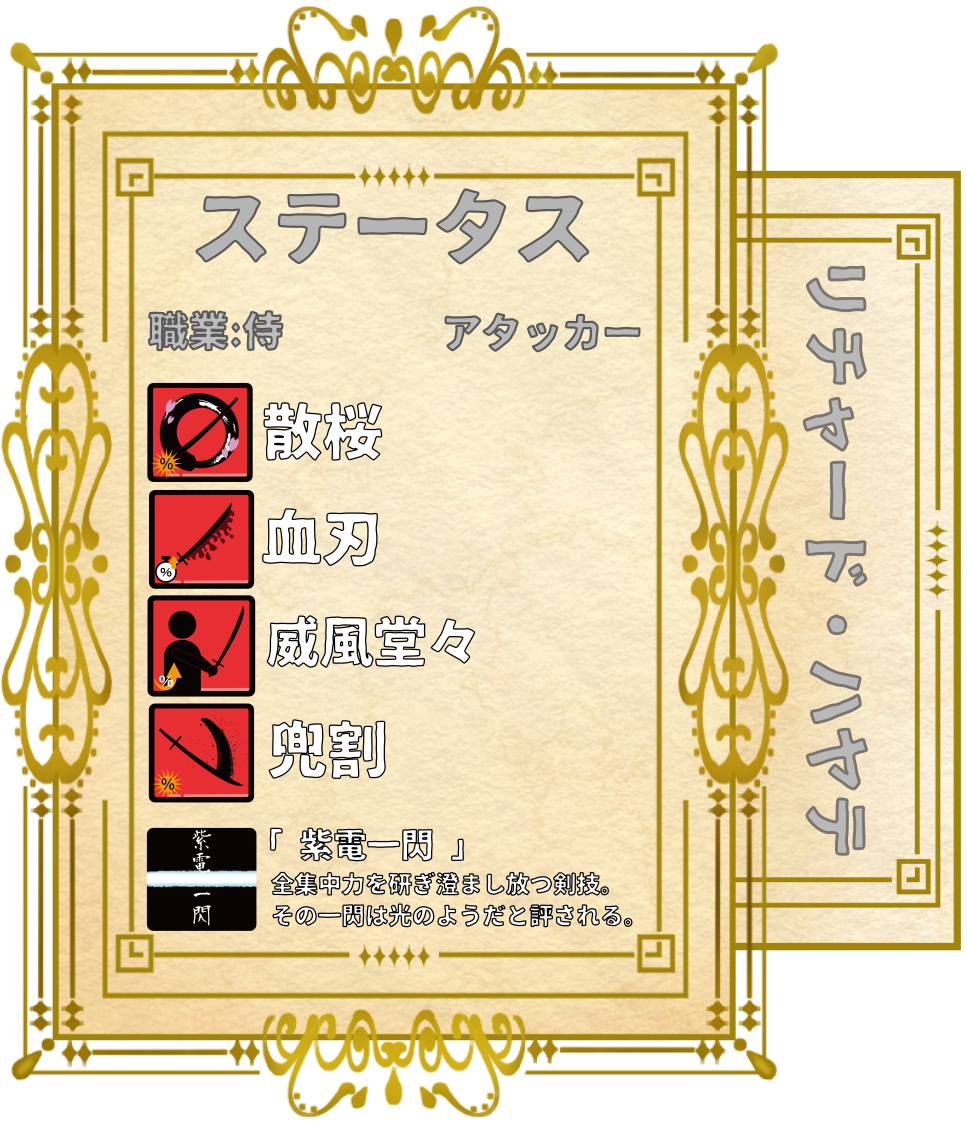 ステータス
職業:侍
アタッカー
散桜
%
血刃
%
威風堂々
%
兜割
%
紫電一閃
「 紫電一閃 」
全集中力を研ぎ澄まし放つ剣技。
その一閃は光のようだと評される。
リチャード・ハヤテ